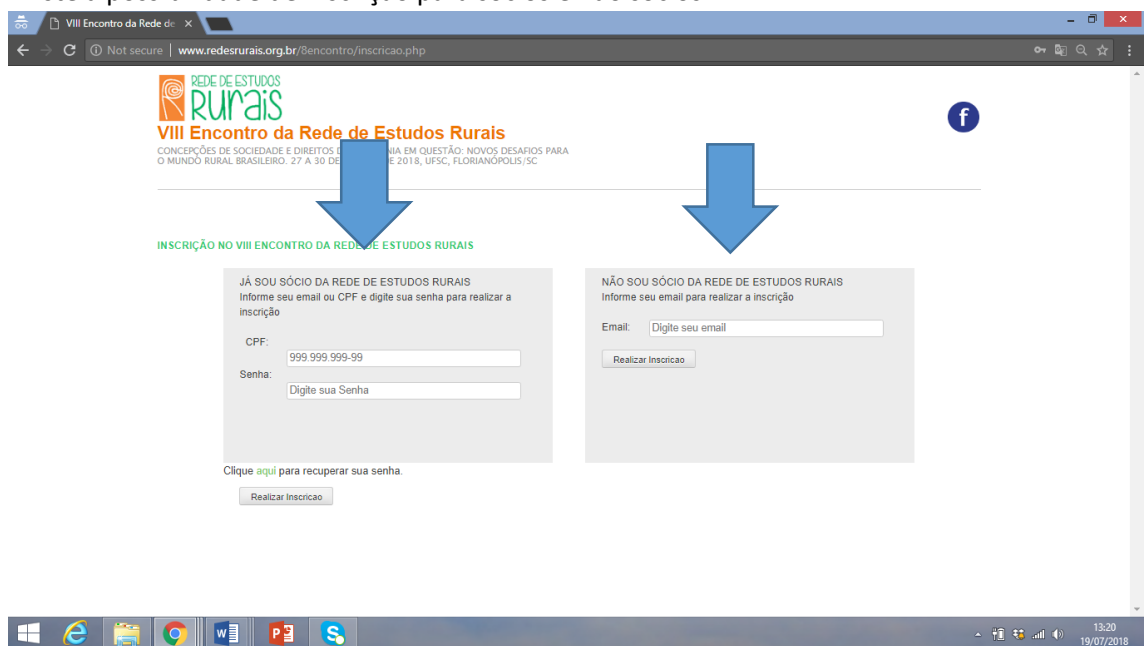 VIII Encontro da Rede de
Not secure | www.redesrurais.org.br/8encontro/inscricao.php
REDE DE ESTUDOS
RUrais
VIII Encontro da Rede de Estudos Rurais
CONCEPÇÕES DE SOCIEDADE E DIREITOS EM QUESTÃO: NOVOS DESAFIOS PARA
O MUNDO RURAL BRASILEIRO. 27 A 30 DE 2018, UFSC, FLORIANÓPOLIS/SC
f
INSCRIÇÃO NO VIII ENCONTRO DA REDE DE ESTUDOS RURAIS
JÁ SOU SÓCIO DA REDE DE ESTUDOS RURAIS
Informe seu email ou CPF e digite sua senha para realizar a
inscrição
CPF:
999.999.999-99
Senha:
Digite sua Senha
Clique aqui para recuperar sua senha.
Realizar Inscricao
NÃO SOU SÓCIO DA REDE DE ESTUDOS RURAIS
Informe seu email para realizar a inscrição
Email: Digite seu email
Realizar Inscricao
13:20
19/07/2018